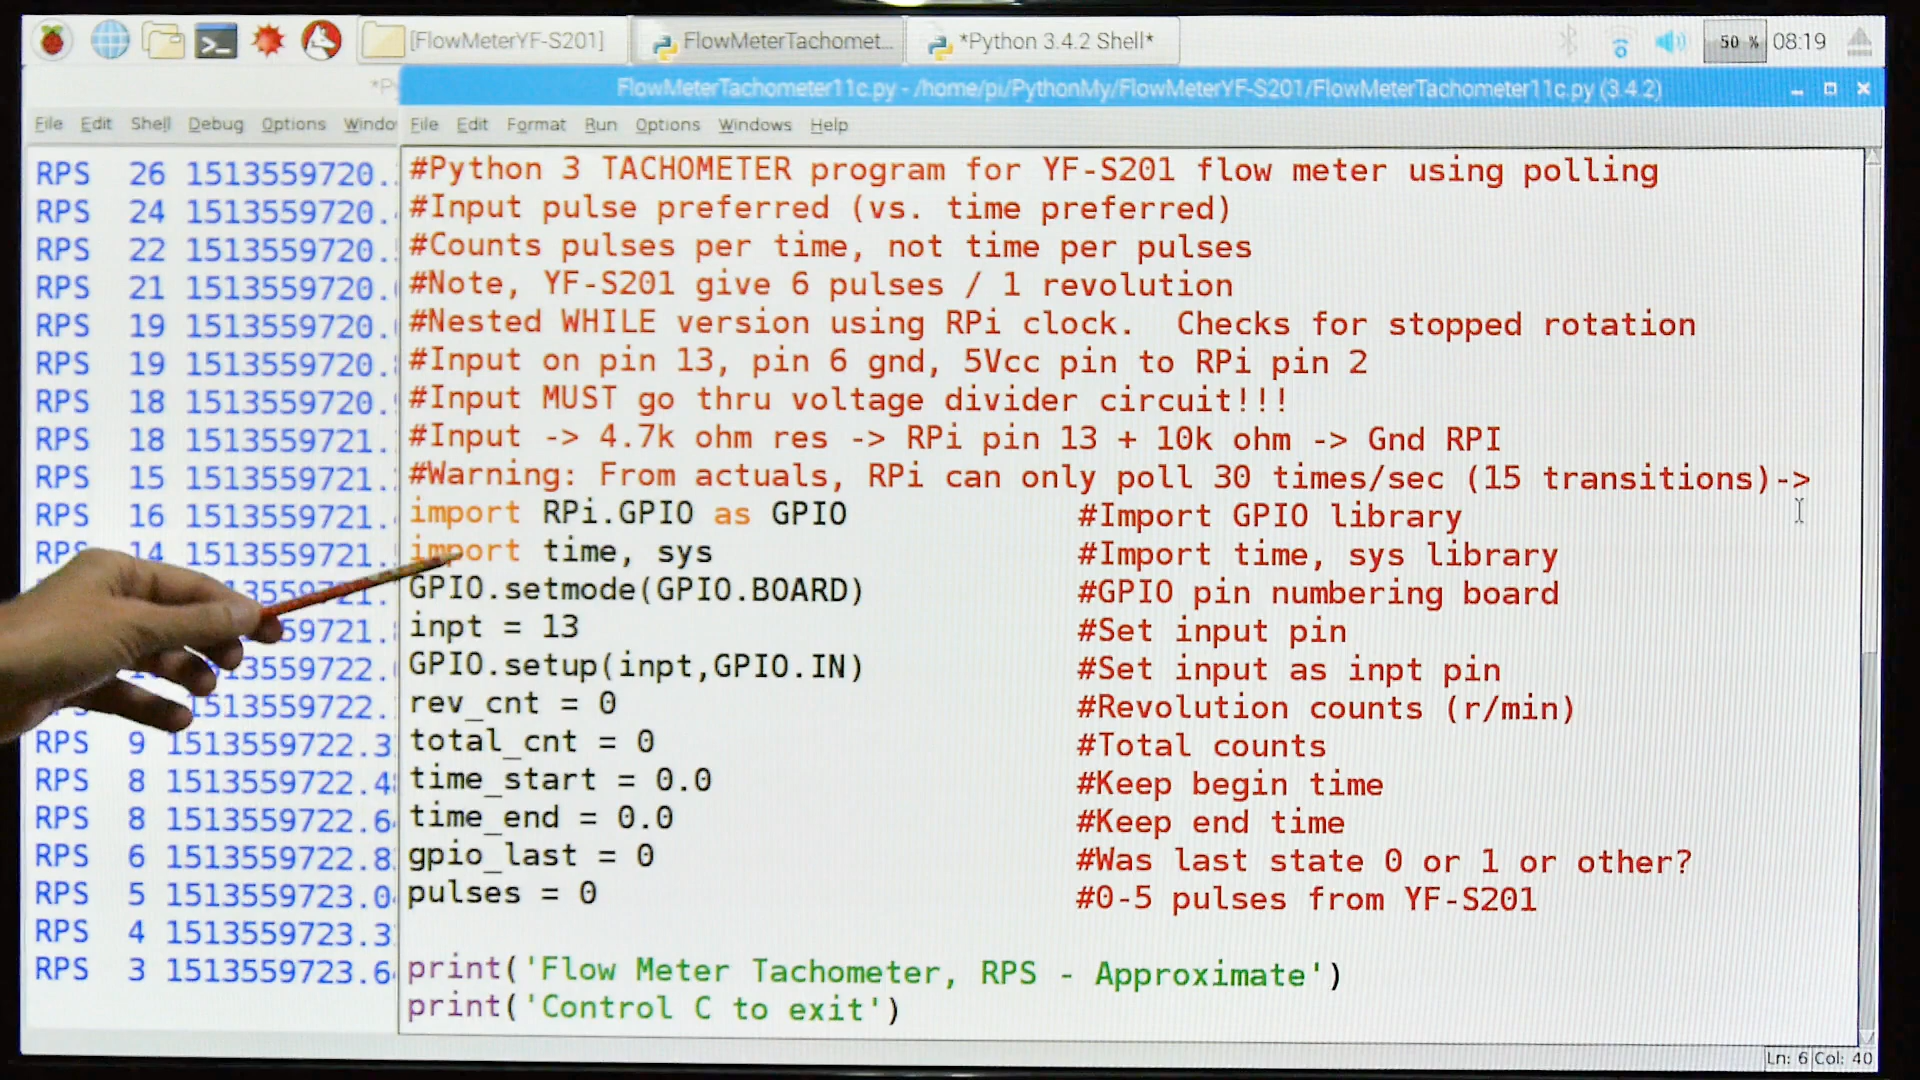 [FlowMeterYF-S201]
FlowMeterTachomet...
*Python 3.4.2 Shell*
50 %
08:19
*Py
FlowMeterTachometer11c.py - /home/pi/PythonMy/FlowMeterYF-S201/FlowMeterTachometer11c.py (3.4.2)
File Edit Shell Debug Options Windo
File Edit Format Run Options Windows Help
RPS 26 1513559720.
RPS 24 1513559720.
RPS 22 1513559720.
RPS 21 1513559720.
RPS 19 1513559720.
RPS 19 1513559720.
RPS 18 1513559720.
RPS 18 1513559721.
RPS 15 1513559721.
RPS 16 1513559721.
RPS 14 1513559721.
3559721.
59721.
3559722.
1513559722.
RPS 9 1513559722.3
RPS 8 1513559722.4
RPS 8 1513559722.6
RPS 6 1513559722.8
RPS 5 1513559723.0
RPS 4 1513559723.3
RPS 3 1513559723.6
#Python 3 TACHOMETER program for YF-S201 flow meter using polling
#Input pulse preferred (vs. time preferred)
#Counts pulses per time, not time per pulses
#Note, YF-S201 give 6 pulses / 1 revolution
#Nested WHILE version using RPi clock.  Checks for stopped rotation
#Input on pin 13, pin 6 gnd, 5Vcc pin to RPi pin 2
#Input MUST go thru voltage divider circuit!!!
#Input -> 4.7k ohm res -> RPi pin 13 + 10k ohm -> Gnd RPI
#Warning: From actuals, RPi can only poll 30 times/sec (15 transitions)->
import RPi.GPIO as GPIO #Import GPIO library
import time, sys #Import time, sys library
GPIO.setmode(GPIO.BOARD) #GPIO pin numbering board
inpt = 13 #Set input pin
GPIO.setup(inpt,GPIO.IN) #Set input as inpt pin
rev_cnt = 0 #Revolution counts (r/min)
total_cnt = 0 #Total counts
time_start = 0.0 #Keep begin time
time_end = 0.0 #Keep end time
gpio_last = 0 #Was last state 0 or 1 or other?
pulses = 0 #0-5 pulses from YF-S201
print('Flow Meter Tachometer, RPS - Approximate')
print('Control C to exit')
Ln: 6 Col: 40